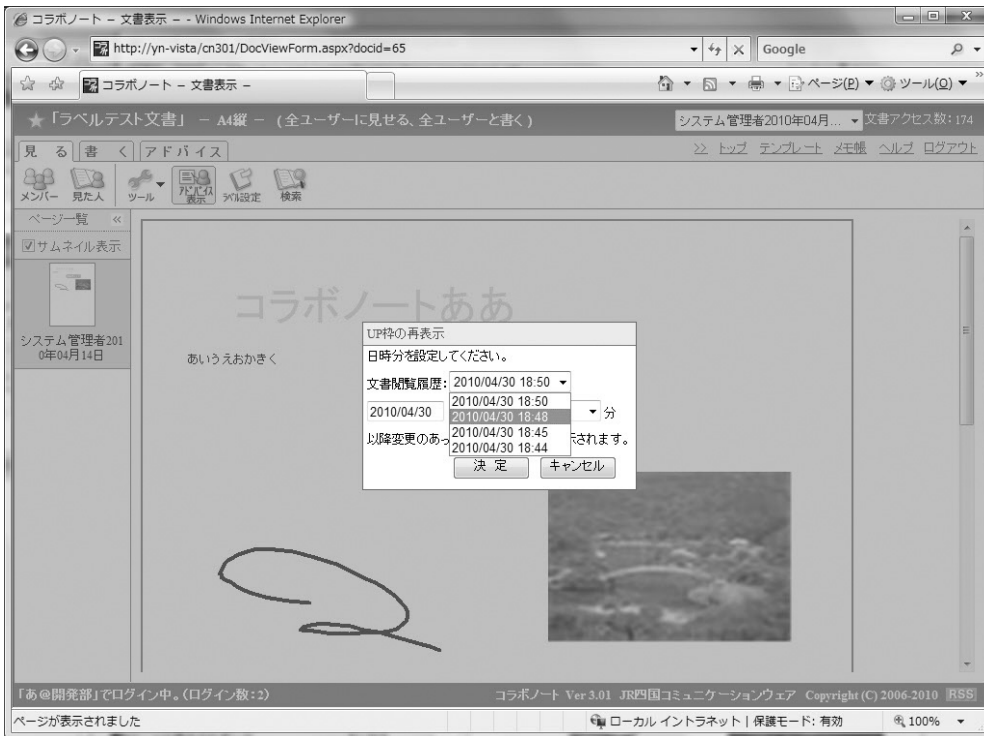 コラボノート − 文書表示 − - Windows Internet Explorer
http://yn-vista/cn301/DocViewForm.aspx?docid=65
Google
コラボノート − 文書表示 −
ページ(P) ツール(O)
★「ラベルテスト文書」 − A4縦 − (全ユーザーに見せる、全ユーザーと書く)
システム管理者2010年04月... 文書アクセス数:174
見 る 書 く アドバイス
>> トップ テンプレート メモ帳 ヘルプ ログアウト
メンバー 見た人 ツール アドバイス表示 ラベル設定 検索
ページ一覧 «
サムネイル表示
システム管理者201
0年04月14日
コラボノートああ
あいうえおかきく
UP枠の再表示
日時分を設定してください。
文書閲覧履歴: 2010/04/30 18:50
2010/04/30 18:50
2010/04/30 18:48
2010/04/30 18:45
2010/04/30 18:44
2010/04/30 分
以降変更のあっ されます。
決 定 キャンセル
「あ@開発部」でログイン中。(ログイン数:2)
コラボノート Ver 3.01 JR四国コミュニケーションウェア Copyright (C) 2006-2010 RSS
ページが表示されました
ローカル イントラネット | 保護モード: 有効
100%